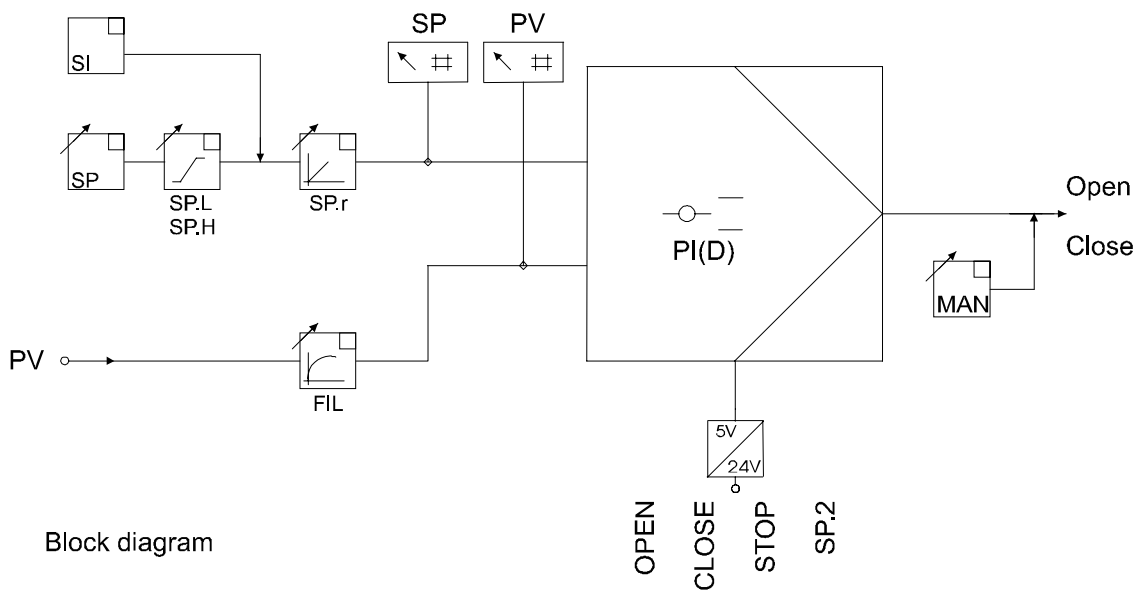 SP PV
SI
SP
SP.L
SP.H
SP.r
PI(D)
Open
Close
MAN
PV
FIL
5V
24V
OPEN
CLOSE
STOP
SP.2
Block diagram